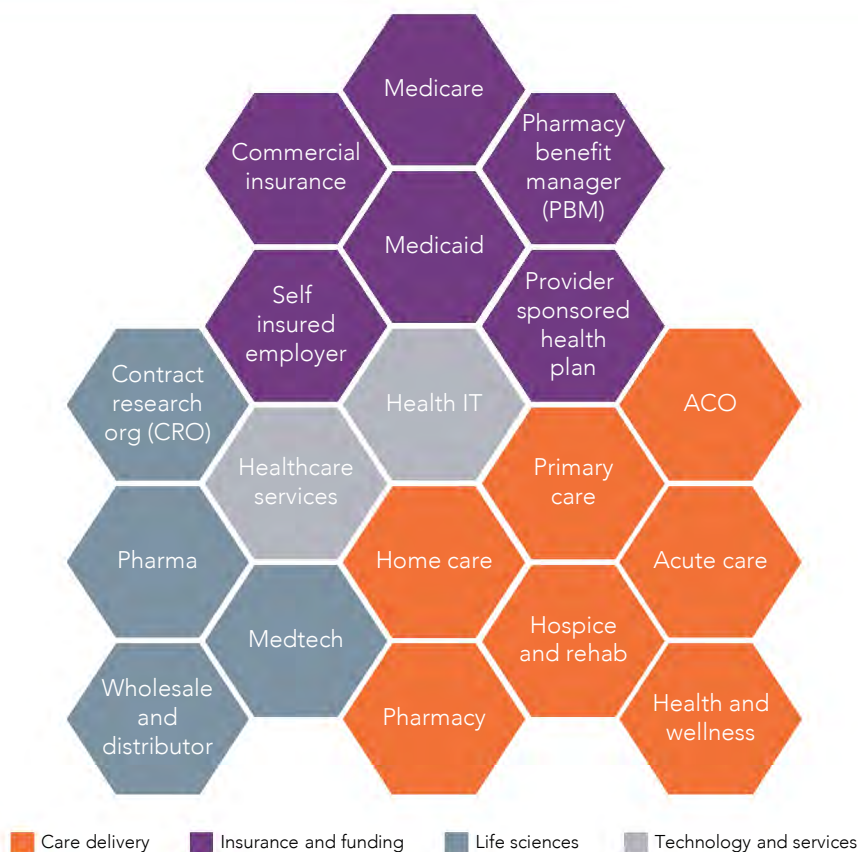 Medicare
Commercial
insurance
Pharmacy
benefit
manager
(PBM)
Medicaid
Self
insured
employer
Provider
sponsored
health
plan
Contract
research
org (CRO)
Health IT
ACO
Healthcare
services
Primary
care
Pharma
Home care
Acute care
Medtech
Hospice
and rehab
Wholesale
and
distributor
Pharmacy
Health and
wellness
Care delivery
Insurance and funding
Life sciences
Technology and services